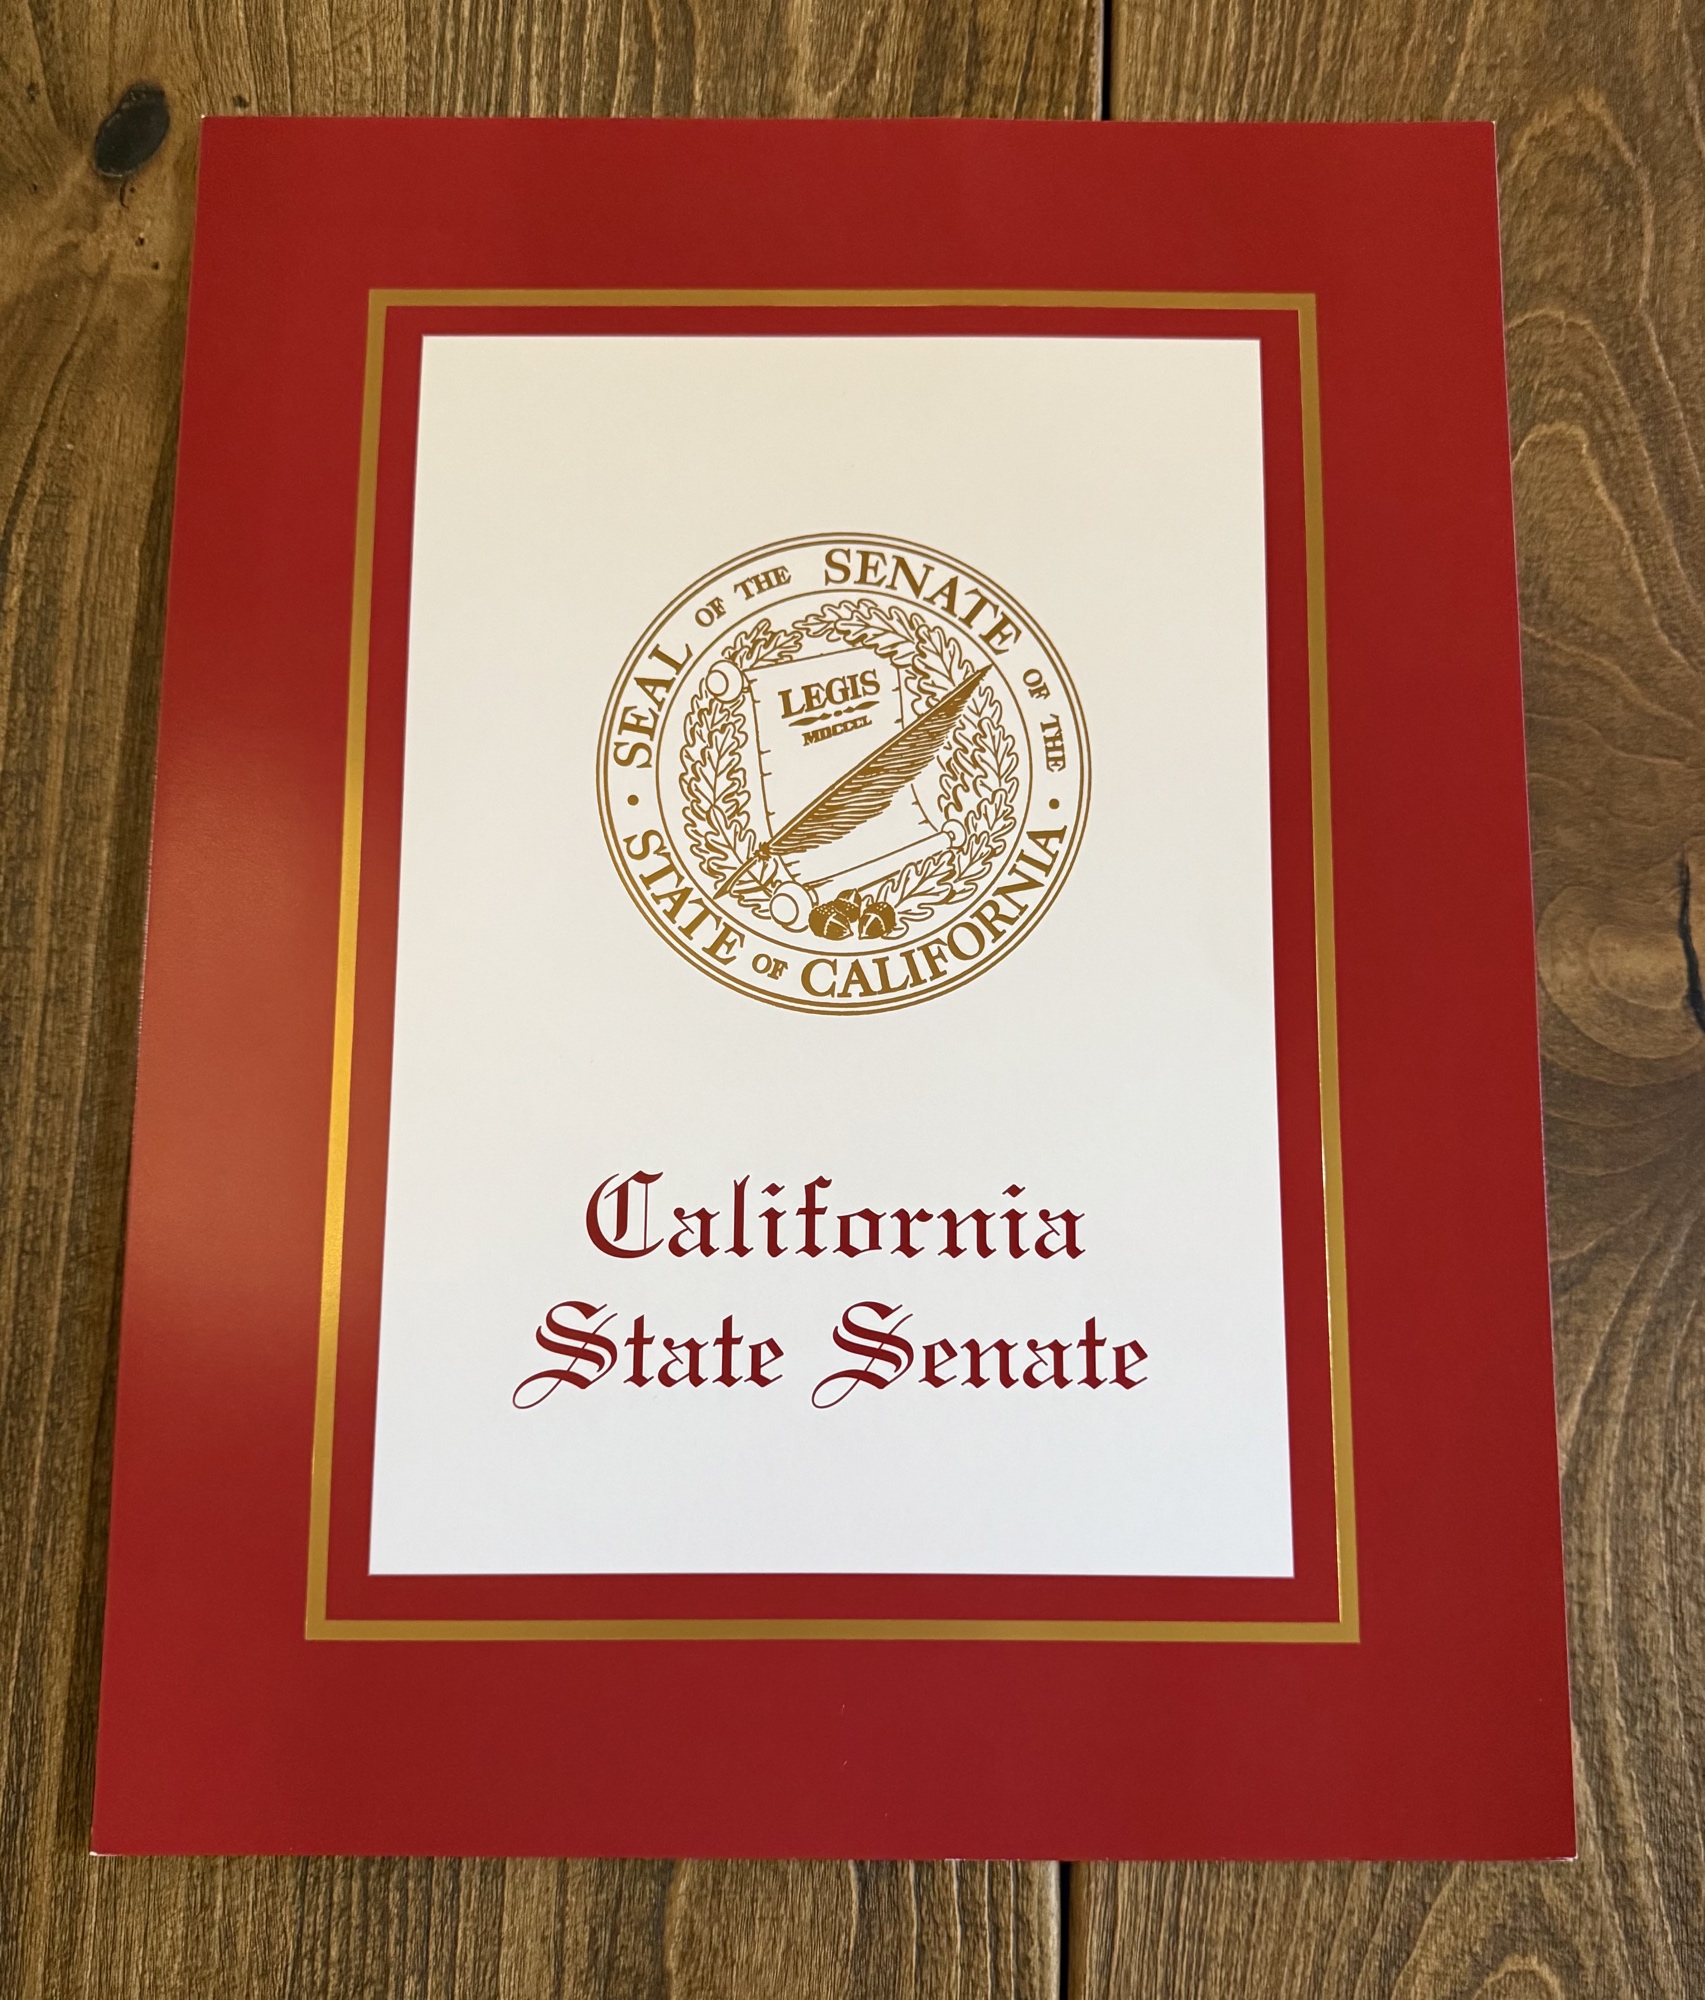 SEAL OF THE SENATE OF THE
STATE OF CALIFORNIA
LEGIS
MDCCCL
California
State Senate